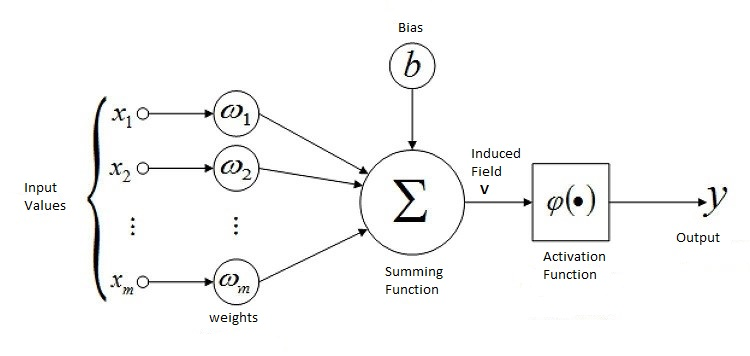 Bias
b
x₁
ω₁
x₂
ω₂
Input
Values
⋮
⋮
Σ
Induced
Field
v
φ(•)
y
Output
Activation
Function
Summing
Function
xₘ
ωₘ
weights